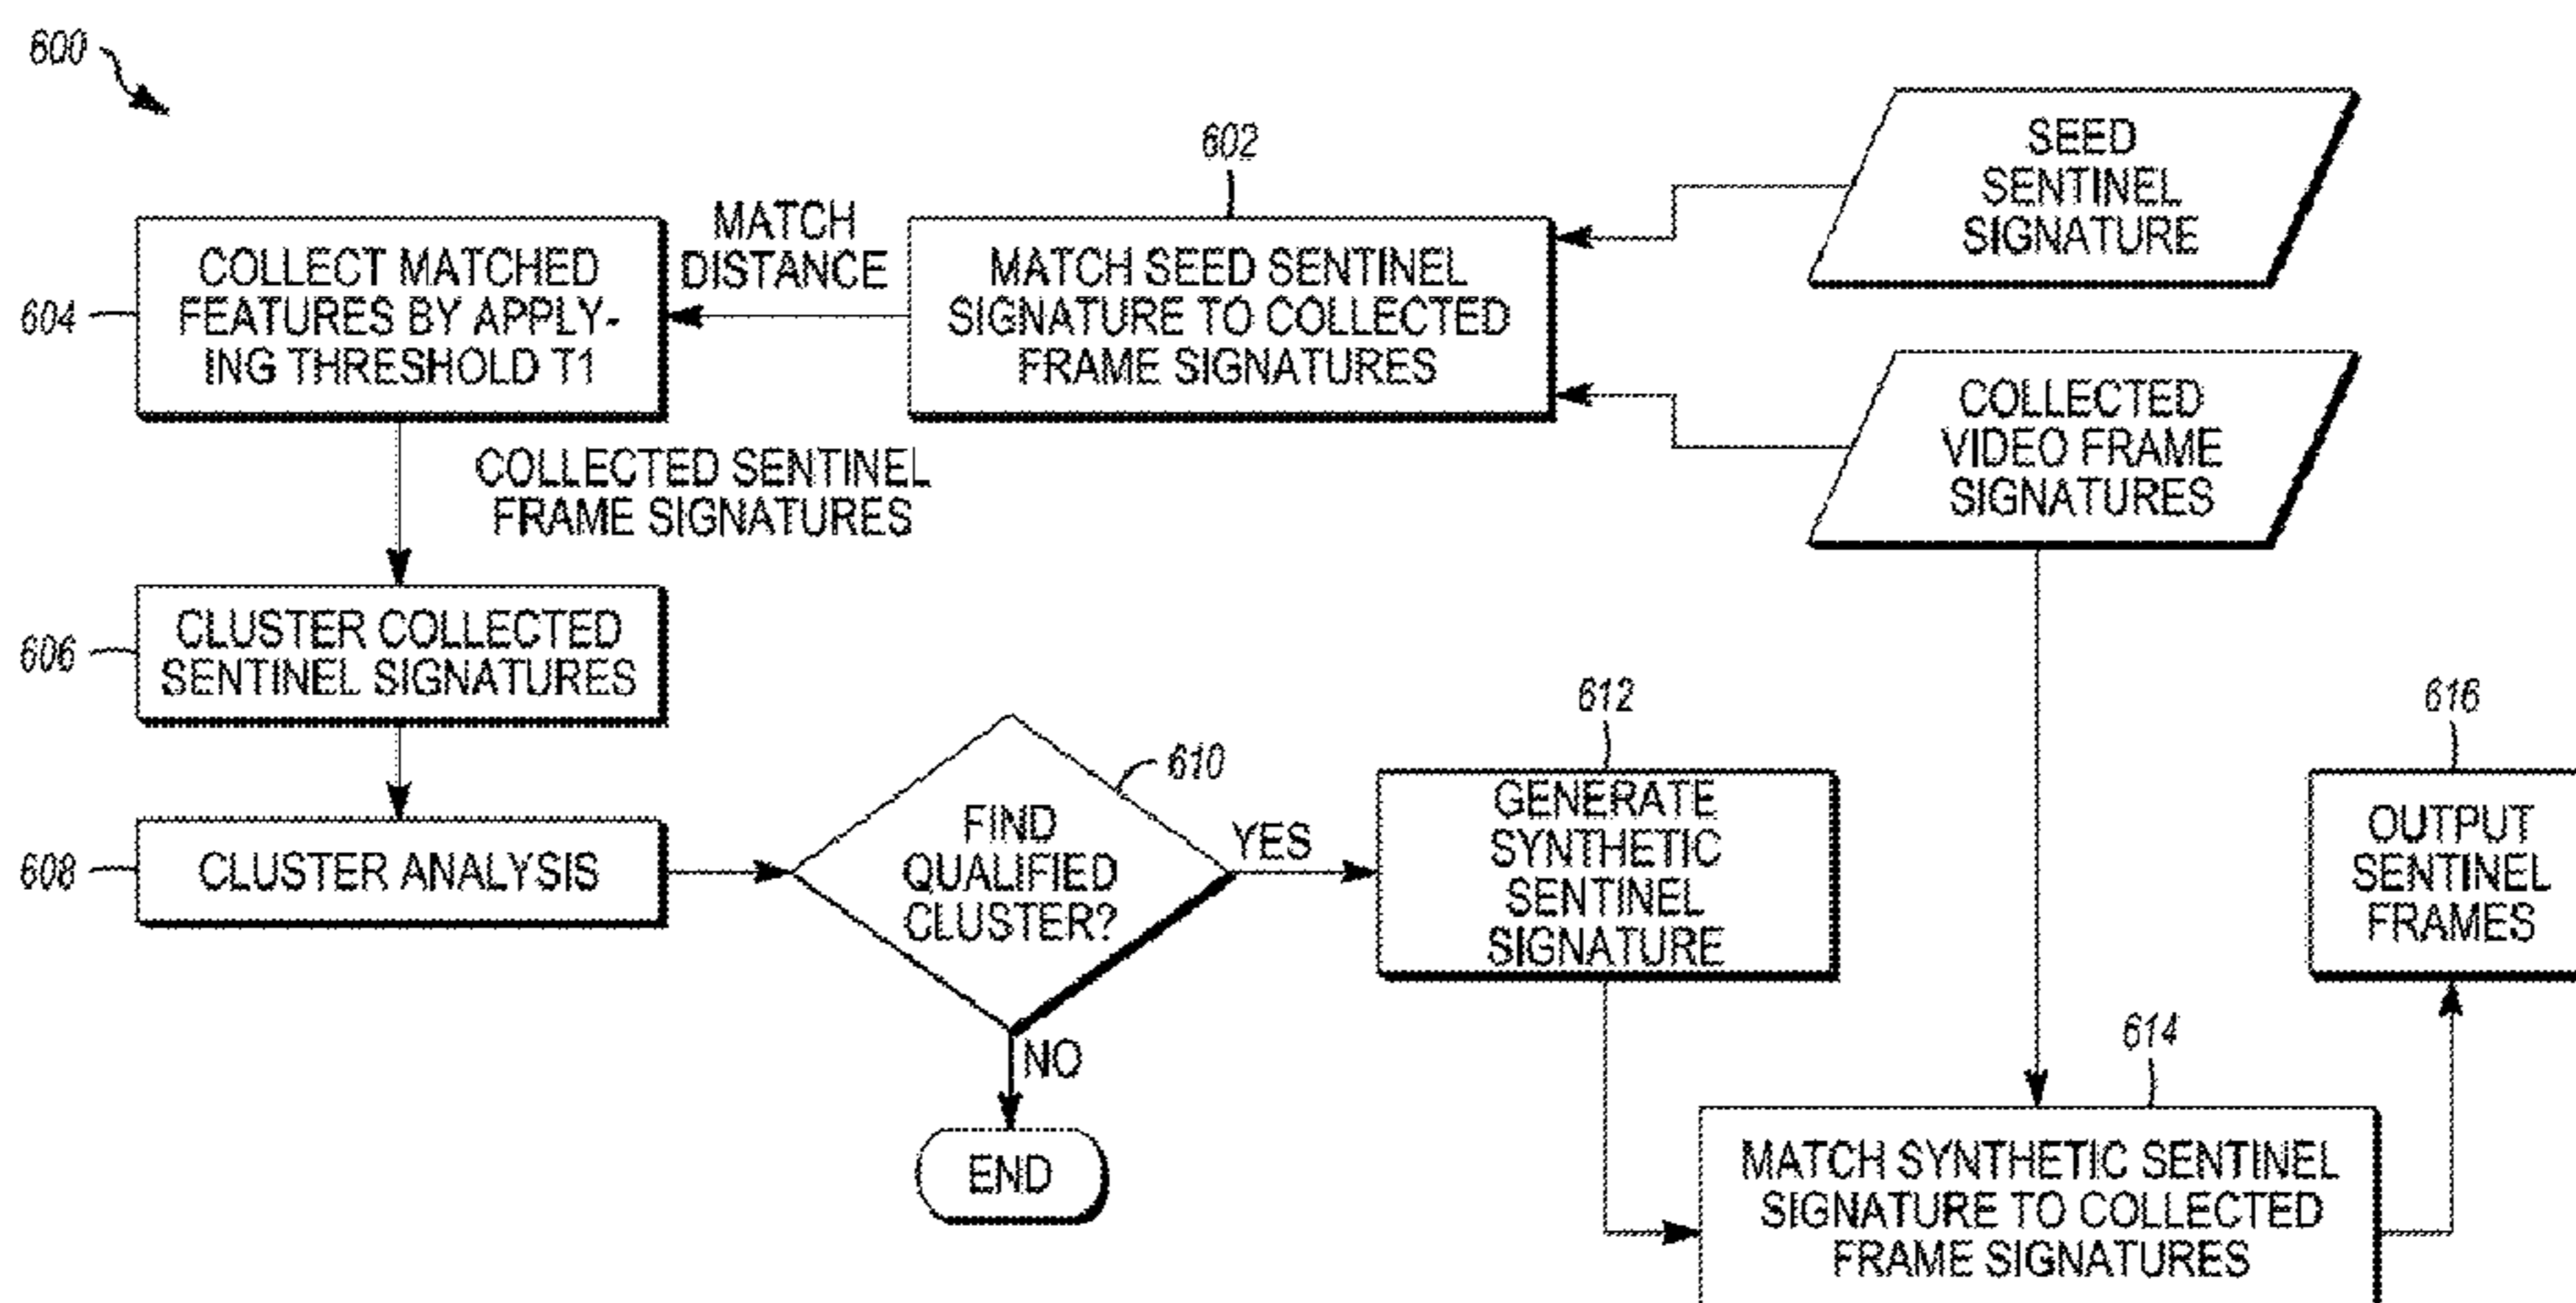 600
602
SEED
SENTINEL
SIGNATURE
MATCH
DISTANCE
604
COLLECT MATCHED
FEATURES BY APPLY-
ING THRESHOLD T1
MATCH SEED SENTINEL
SIGNATURE TO COLLECTED
FRAME SIGNATURES
COLLECTED
VIDEO FRAME
SIGNATURES
COLLECTED SENTINEL
FRAME SIGNATURES
606
CLUSTER COLLECTED
SENTINEL SIGNATURES
608
CLUSTER ANALYSIS
610
FIND
QUALIFIED
CLUSTER?
YES
NO
END
612
GENERATE
SYNTHETIC
SENTINEL
SIGNATURE
614
MATCH SYNTHETIC SENTINEL
SIGNATURE TO COLLECTED
FRAME SIGNATURES
616
OUTPUT
SENTINEL
FRAMES